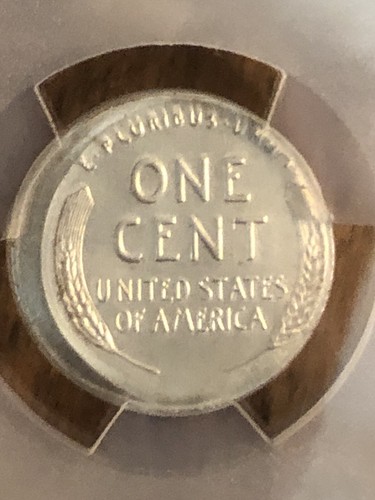 E·PLURIBUS·UNUM
ONE
CENT
UNITED STATES
OF AMERICA